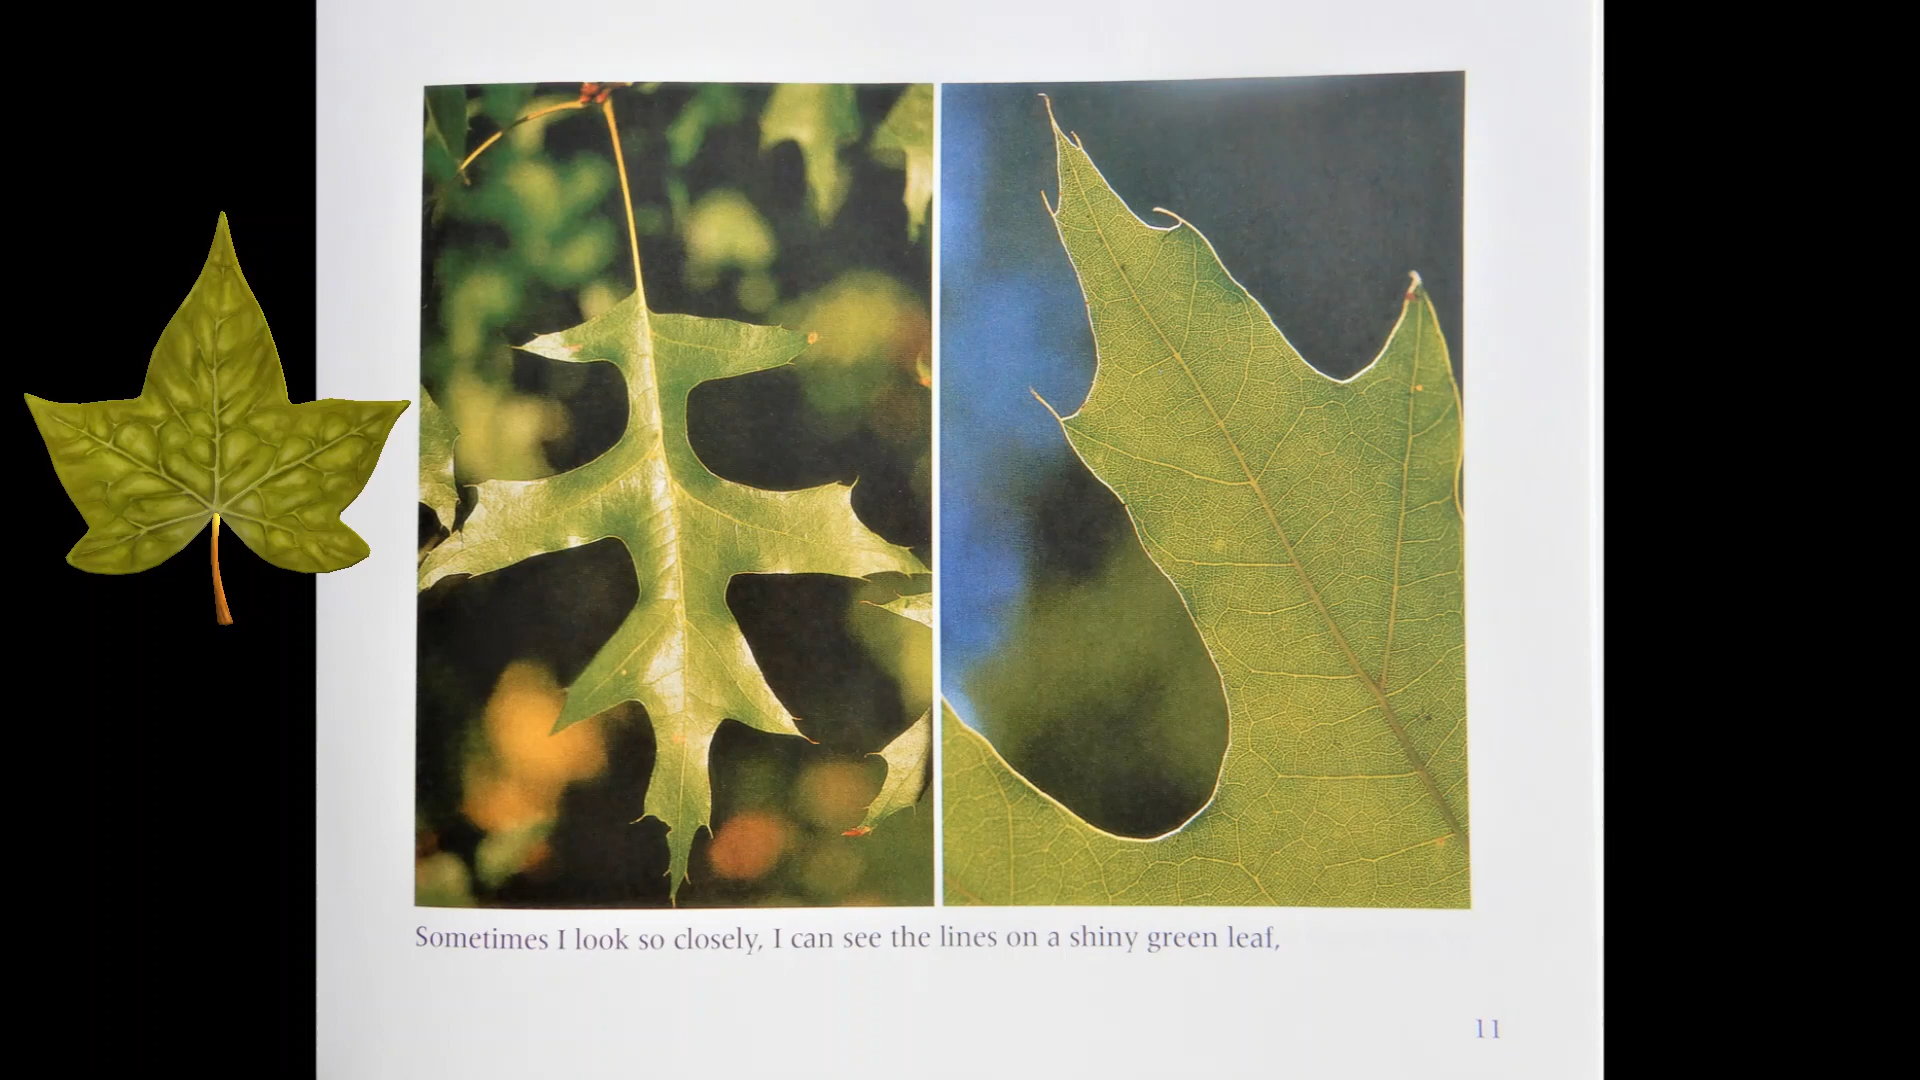 Sometimes I look so closely, I can see the lines on a shiny green leaf,
11